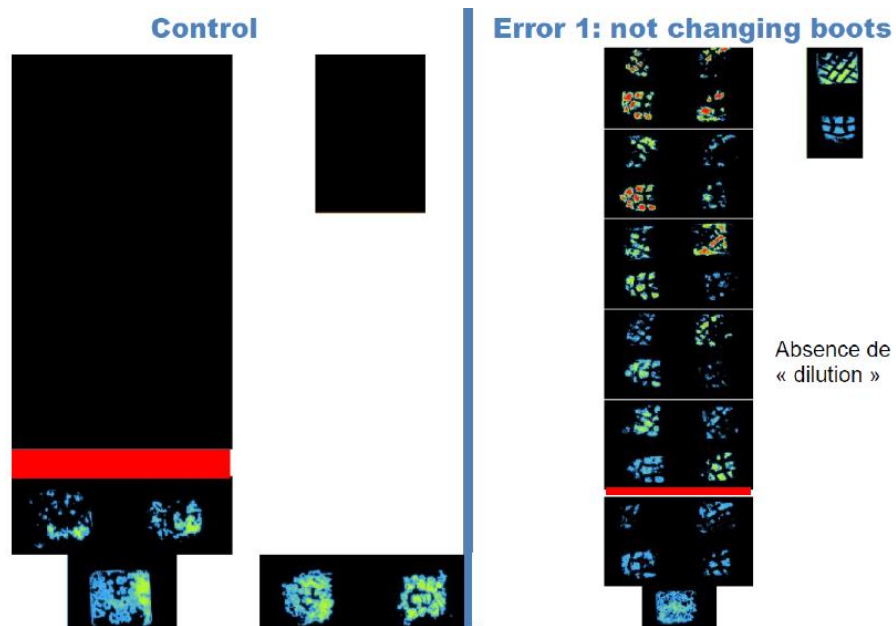 Control
Error 1: not changing boots
Absence de
« dilution »